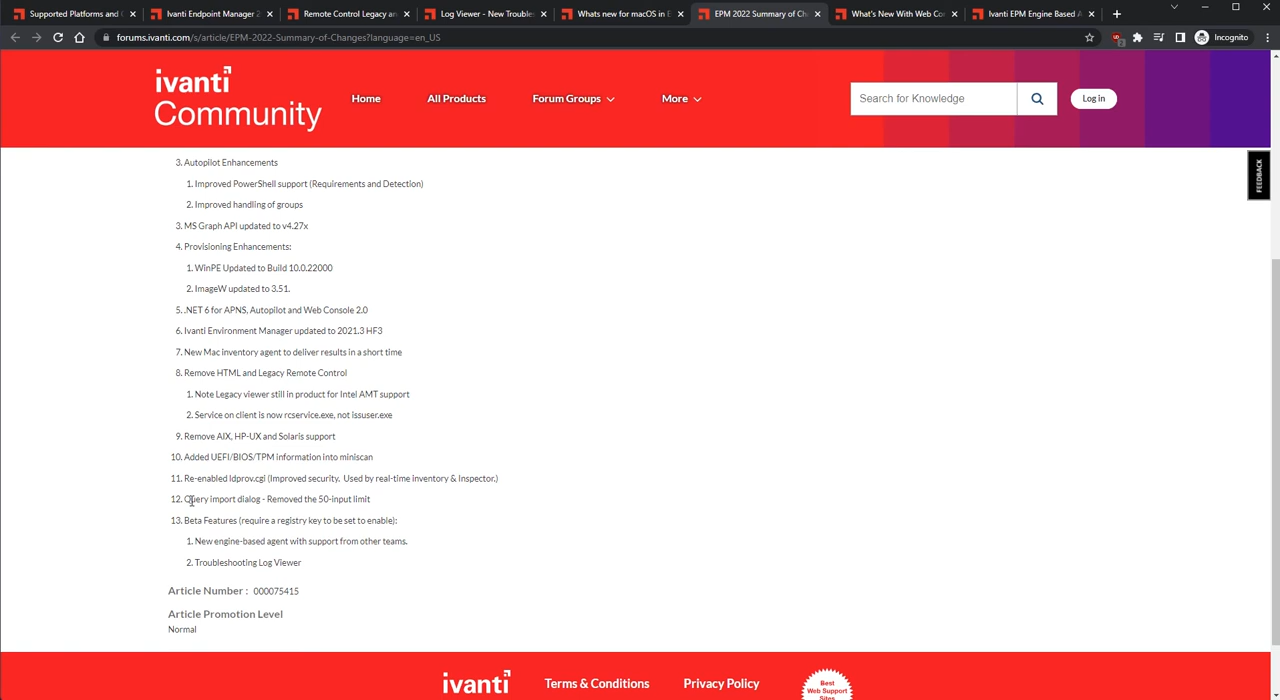 Supported Platforms and C
Ivanti Endpoint Manager 2
Remote Control Legacy an
Log Viewer - New Troubles
Whats new for macOS in E
EPM 2022 Summary of Ch
What's New With Web Con
Ivanti EPM Engine Based A
forums.ivanti.com/s/article/EPM-2022-Summary-of-Changes?language=en_US
2
Incognito
ivanti
Community
Home
All Products
Forum Groups
More
Search for Knowledge
Log in
FEEDBACK
3. Autopilot Enhancements
1. Improved PowerShell support (Requirements and Detection)
2. Improved handling of groups
3. MS Graph API updated to v4.27x
4. Provisioning Enhancements:
1. WinPE Updated to Build 10.0.22000
2. ImageW updated to 3.51.
5. .NET 6 for APNS, Autopilot and Web Console 2.0
6. Ivanti Environment Manager updated to 2021.3 HF3
7. New Mac inventory agent to deliver results in a short time
8. Remove HTML and Legacy Remote Control
1. Note Legacy viewer still in product for Intel AMT support
2. Service on client is now rcservice.exe, not issuser.exe
9. Remove AIX, HP-UX and Solaris support
10. Added UEFI/BIOS/TPM information into miniscan
11. Re-enabled ldprov.cgi (Improved security.  Used by real-time inventory & Inspector.)
12. Query import dialog - Removed the 50-input limit
13. Beta Features (require a registry key to be set to enable):
1. New engine-based agent with support from other teams.
2. Troubleshooting Log Viewer
Article Number :  000075415
Article Promotion Level
Normal
ivanti
Terms & Conditions
Privacy Policy
Best
Web Support
Sites